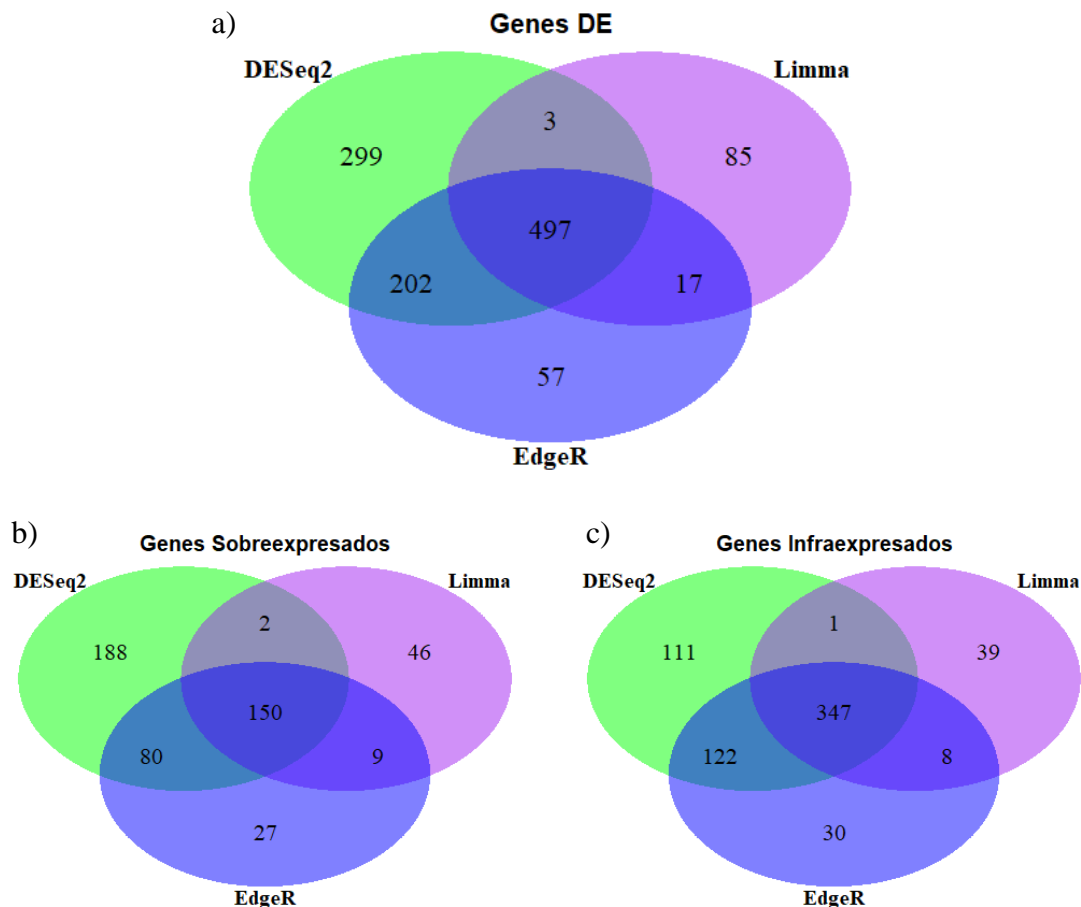 a)
Genes DE
DESeq2
Limma
3
299
85
497
202
17
57
EdgeR
b)
Genes Sobreexpresados
DESeq2
Limma
2
188
46
150
80
9
27
EdgeR
c)
Genes Infraexpresados
DESeq2
Limma
1
111
39
347
122
8
30
EdgeR